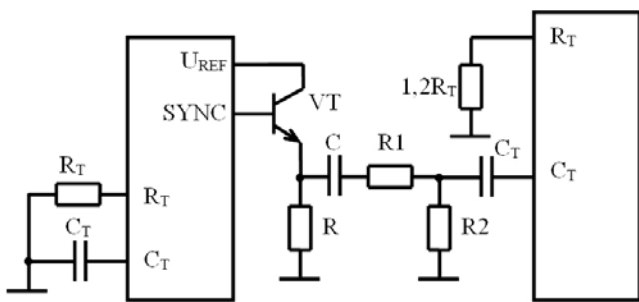 U_REF
SYNC
R_T
C_T
R_T
C_T
VT
C
R1
R
R2
C_T
1,2R_T
R_T
C_T